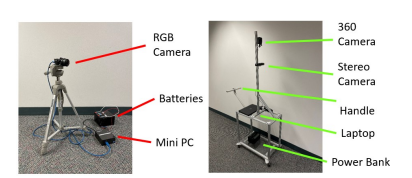 RGB
Camera
Batteries
Mini PC
360
Camera
Stereo
Camera
Handle
Laptop
Power Bank